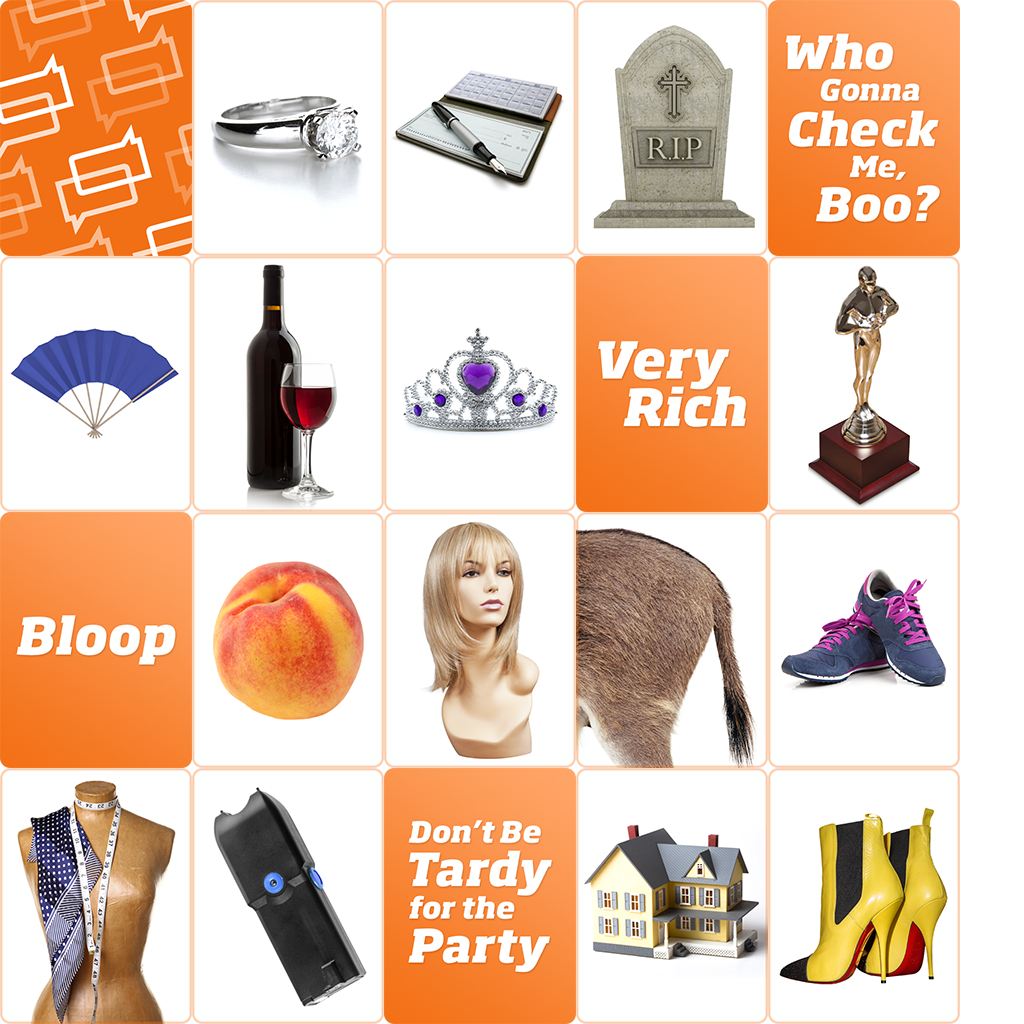 R.I.P
Who
Gonna
Check
Me,
Boo?
Very
Rich
Bloop
Don't Be
Tardy
for the
Party